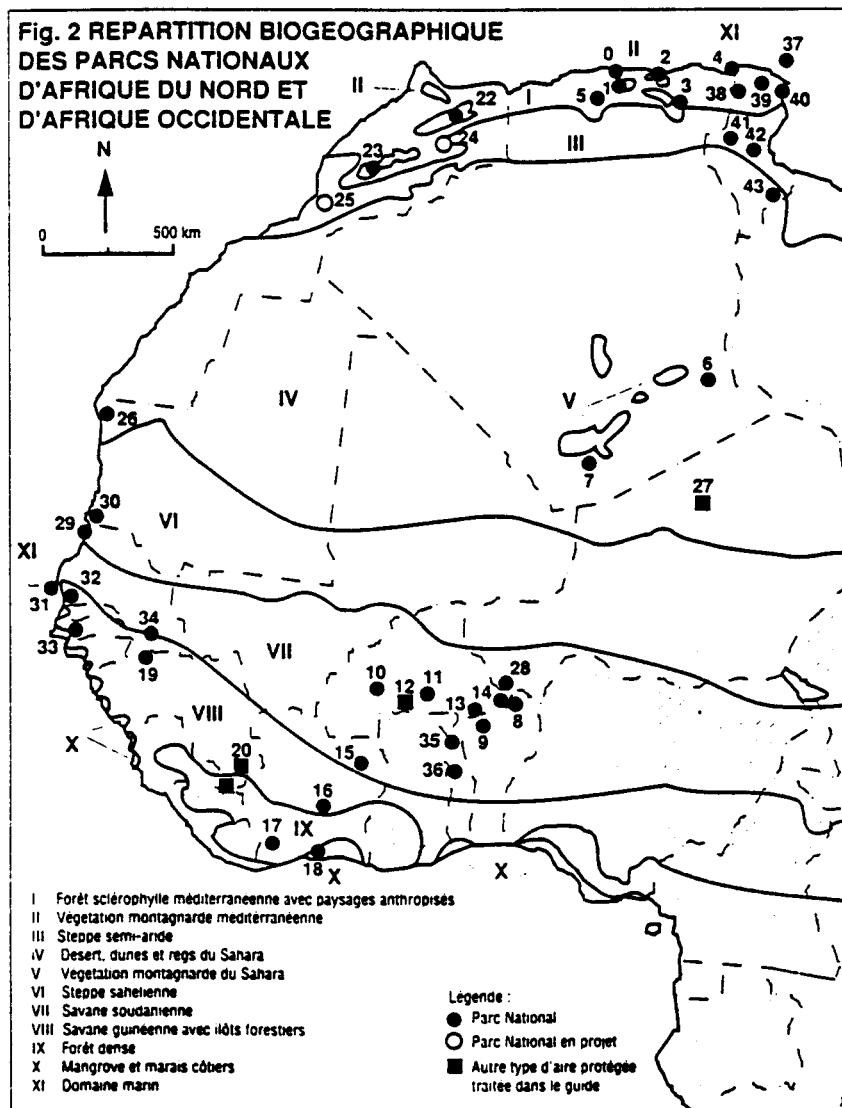 Fig. 2 REPARTITION BIOGEOGRAPHIQUE
DES PARCS NATIONAUX
D'AFRIQUE DU NORD ET
D'AFRIQUE OCCIDENTALE
XI
0 II 2 4 37
II
22 I 5 1 3 38 39 40
24 41 42
N
23 III
25 43
0 500 km
6
IV V
26
7
27
30
29 VI
XI
32
31
34
33 VII
19 10 11 28
12 14
13 8
VIII 9
X 35
20 15
36
16
17 IX
18 X X
I Forêt sclérophylle méditerranéenne avec paysages anthropisés
II Végetation montagnarde meditérranéenne
III Steppe semi-aride
IV Desert, dunes et regs du Sahara
V Vegetation montagnarde du Sahara
VI Steppe sahelienne
VII Savane soudanienne
VIII Savane guinéenne avec îlôts forestiers
IX Forêt dense
X Mangrove et marais côtiers
XI Domaine marin
Légende :
Parc National
Parc National en projet
Autre type d'aire protégée
traitée dans le guide